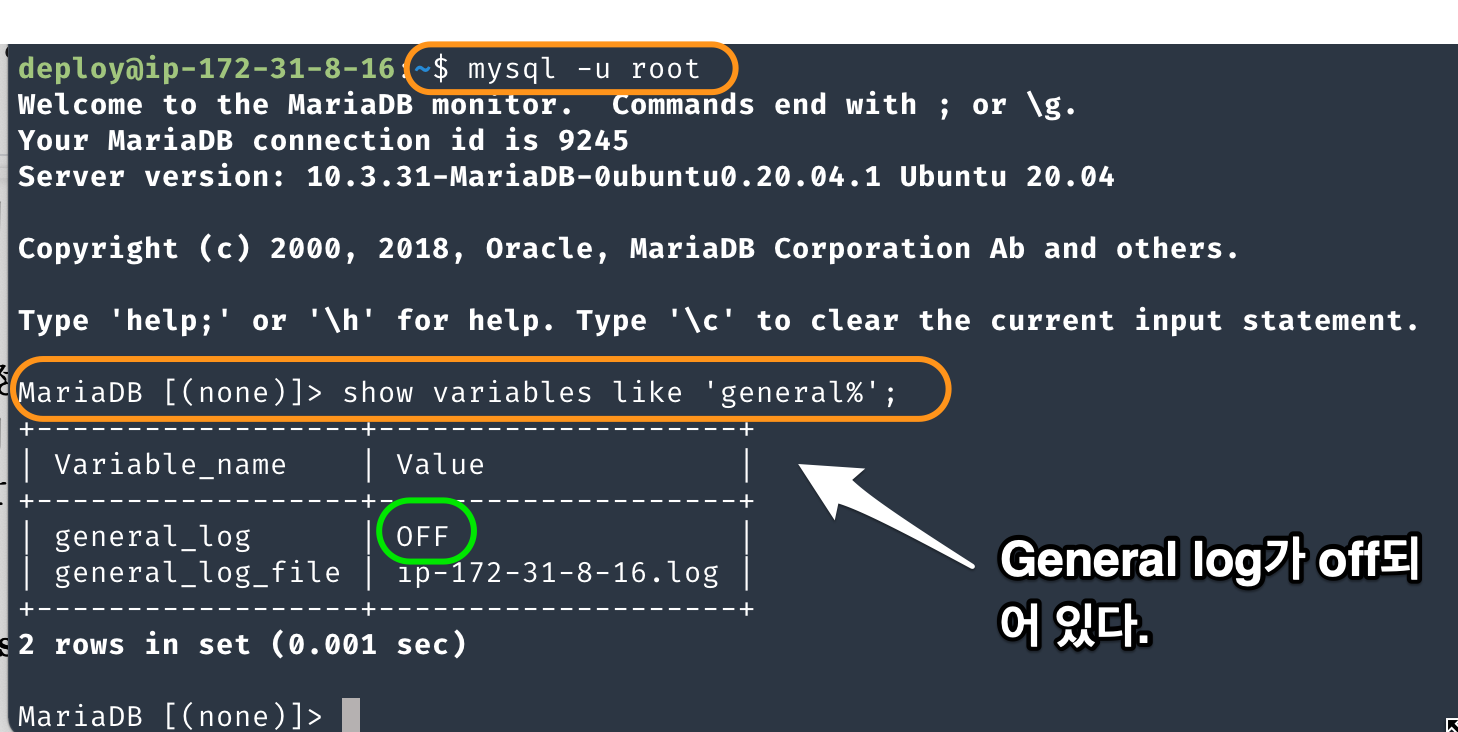 deploy@ip-172-31-8-16:~$ mysql -u root
Welcome to the MariaDB monitor.  Commands end with ; or \g.
Your MariaDB connection id is 9245
Server version: 10.3.31-MariaDB-0ubuntu0.20.04.1 Ubuntu 20.04
Copyright (c) 2000, 2018, Oracle, MariaDB Corporation Ab and others.
Type 'help;' or '\h' for help. Type '\c' to clear the current input statement.
MariaDB [(none)]> show variables like 'general%';
+------------------+--------------------+
| Variable_name    | Value              |
+------------------+--------------------+
| general_log      | OFF                |
| general_log_file | ip-172-31-8-16.log |
+------------------+--------------------+
General log가 off되
어 있다.
2 rows in set (0.001 sec)
MariaDB [(none)]>